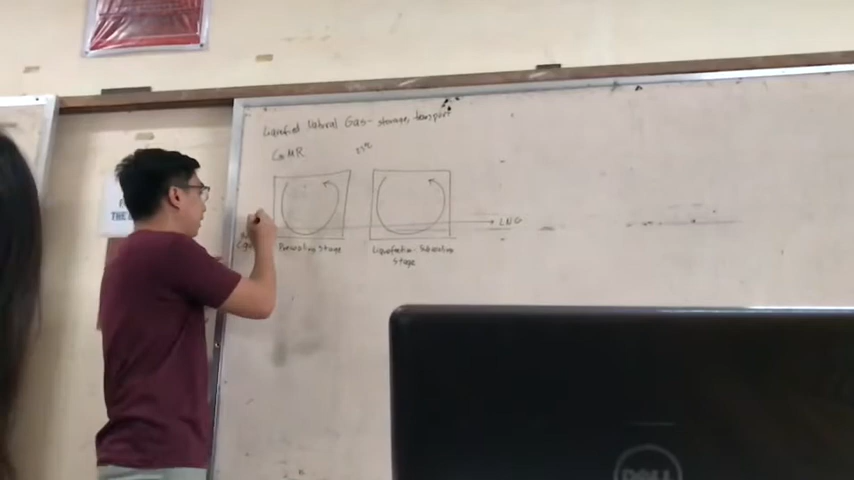 Liquefied Natural Gas - storage, transport
C3MR
LNG
Precooling Stage
Liquefaction - Subcooling
Stage
DELL